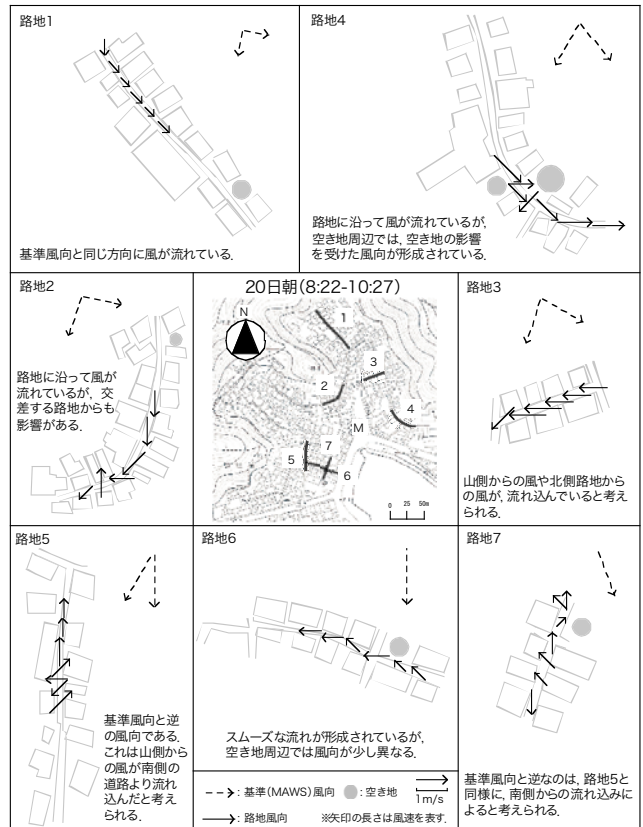 路地1
基準風向と同じ方向に風が流れている.
路地4
路地に沿って風が流れているが,
空き地周辺では, 空き地の影響
を受けた風向が形成されている.
路地2
路地に沿って風が
流れているが, 交
差する路地からも
影響がある.
20日朝(8:22-10:27)
N
1
2
3
4
M
5
7
6
0 25 50m
路地3
山側からの風や北側路地から
の風が, 流れ込んでいると考え
られる.
路地5
基準風向と逆
の風向である.
これは山側から
の風が南側の
道路より流れ
込んだと考え
られる.
路地6
スムーズな流れが形成されているが,
空き地周辺では風向が少し異なる.
路地7
基準風向と逆なのは, 路地5と
同様に, 南側からの流れ込みに
よると考えられる.
: 基準(MAWS)風向 : 空き地 1m/s
: 路地風向 ※矢印の長さは風速を表す.